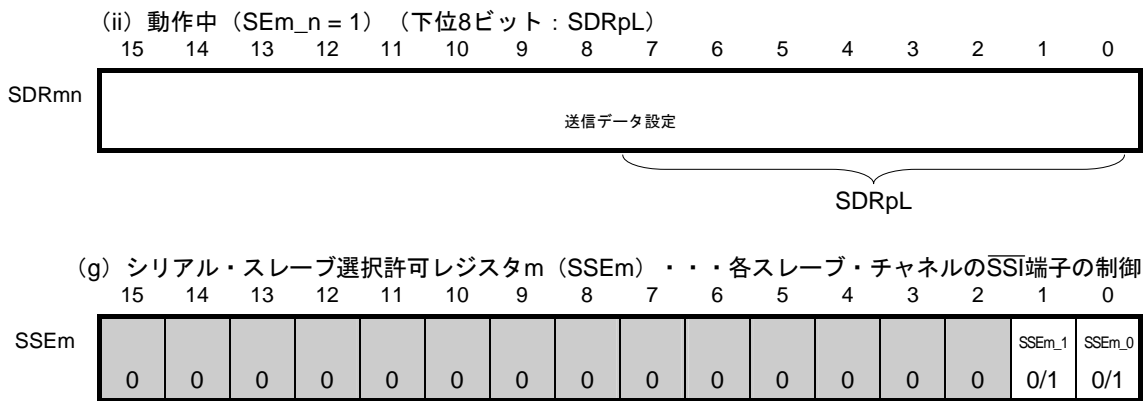 (ii) 動作中（SEm_n = 1）（下位8ビット：SDRpL）
15 14 13 12 11 10 9 8 7 6 5 4 3 2 1 0
SDRmn
送信データ設定
SDRpL
(g) シリアル・スレーブ選択許可レジスタm（SSEm）・・・各スレーブ・チャネルのSSI端子の制御
15 14 13 12 11 10 9 8 7 6 5 4 3 2 1 0
SSEm
SSEm_1 SSEm_0
0 0 0 0 0 0 0 0 0 0 0 0 0 0 0/1 0/1